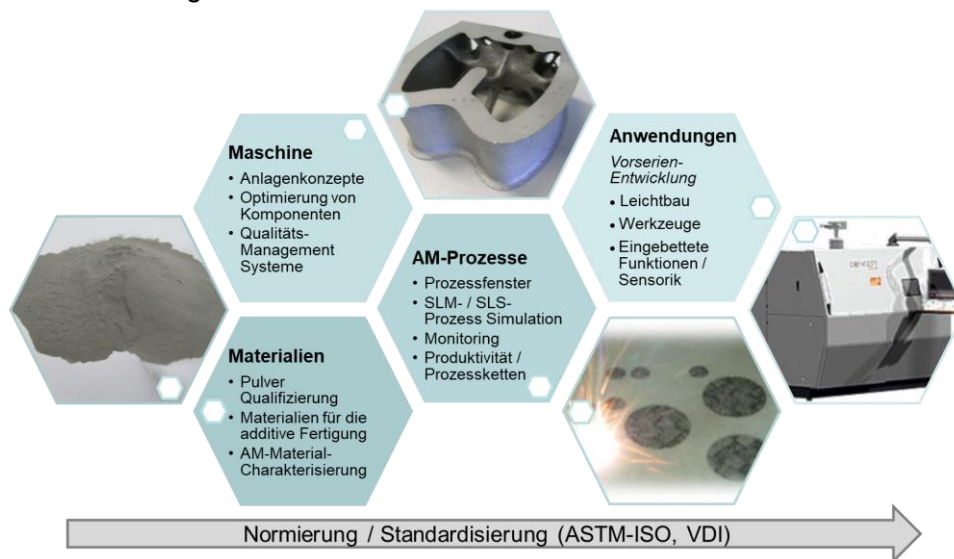 Maschine
• Anlagenkonzepte
• Optimierung von
Komponenten
• Qualitäts-
Management
Systeme
Materialien
• Pulver
Qualifizierung
• Materialien für die
additive Fertigung
• AM-Material-
Charakterisierung
AM-Prozesse
• Prozessfenster
• SLM- / SLS-
Prozess Simulation
• Monitoring
• Produktivität /
Prozessketten
Anwendungen
Vorserien-
Entwicklung
• Leichtbau
• Werkzeuge
• Eingebettete
Funktionen /
Sensorik
Normierung / Standardisierung (ASTM-ISO, VDI)